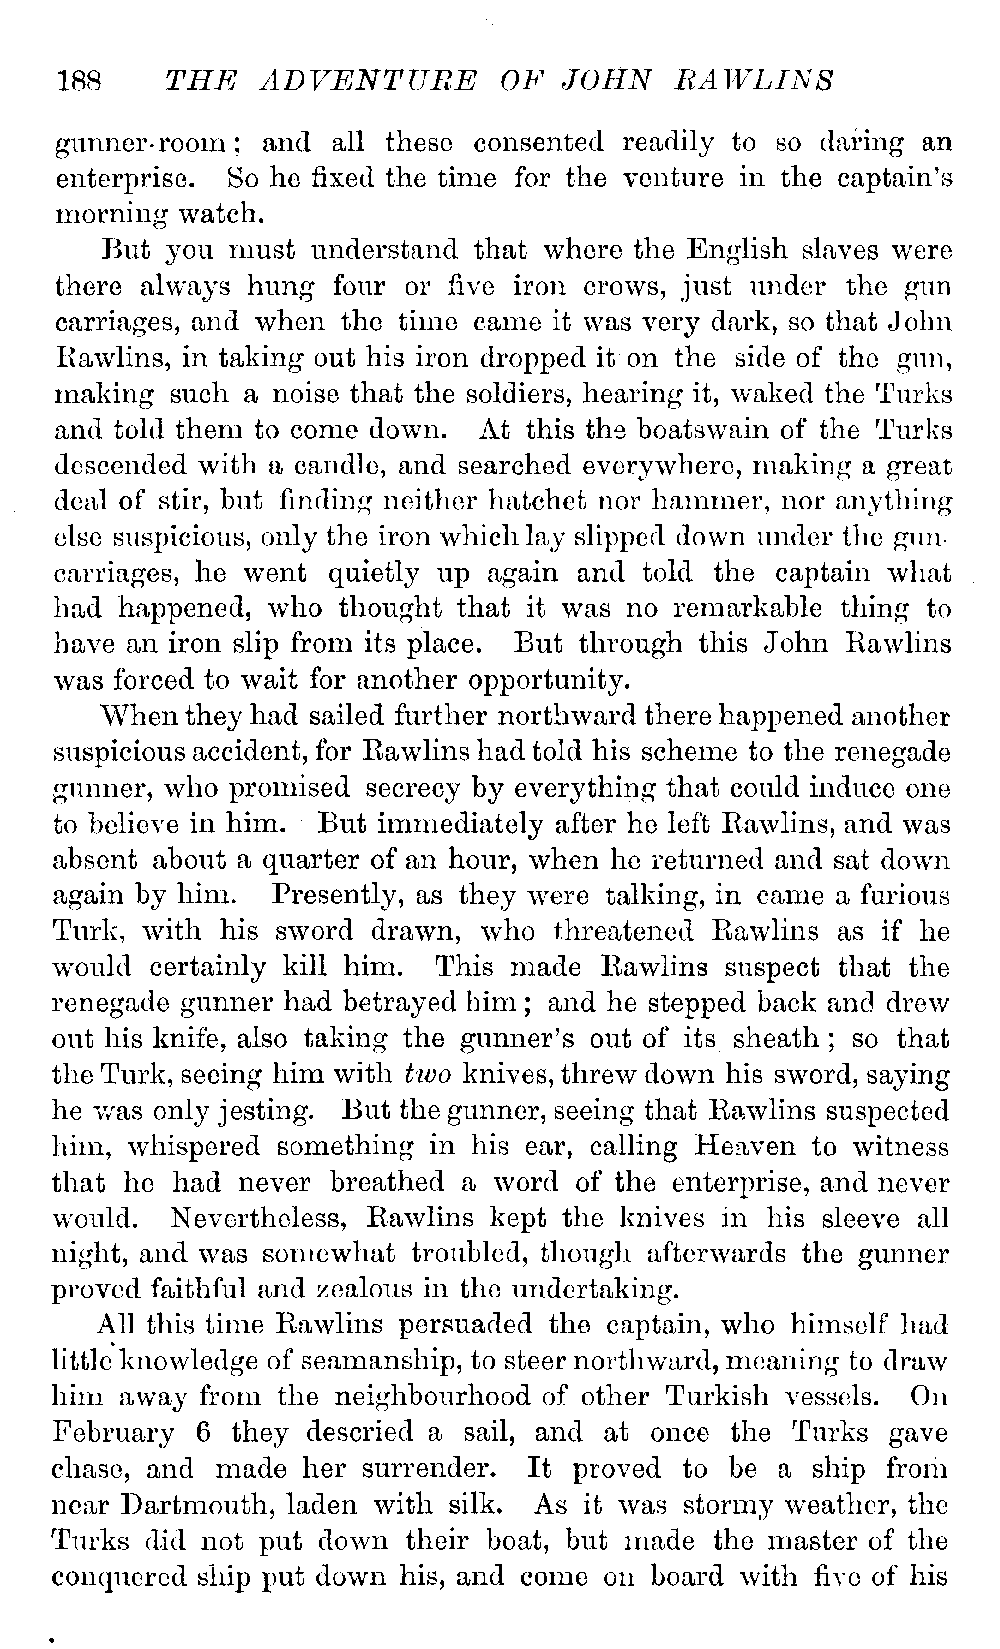 188 THE ADVENTURE OF JOHN RAWLINS
gunner-room; and all these consented readily to so daring an
enterprise. So he fixed the time for the venture in the captain's
morning watch.
But you must understand that where the English slaves were
there always hung four or five iron crows, just under the gun
carriages, and when the time came it was very dark, so that John
Rawlins, in taking out his iron dropped it on the side of the gun,
making such a noise that the soldiers, hearing it, waked the Turks
and told them to come down. At this the boatswain of the Turks
descended with a candle, and searched everywhere, making a great
deal of stir, but finding neither hatchet nor hammer, nor anything
else suspicious, only the iron which lay slipped down under the gun-
carriages, he went quietly up again and told the captain what
had happened, who thought that it was no remarkable thing to
have an iron slip from its place. But through this John Rawlins
was forced to wait for another opportunity.
When they had sailed further northward there happened another
suspicious accident, for Rawlins had told his scheme to the renegade
gunner, who promised secrecy by everything that could induce one
to believe in him. But immediately after he left Rawlins, and was
absent about a quarter of an hour, when he returned and sat down
again by him. Presently, as they were talking, in came a furious
Turk, with his sword drawn, who threatened Rawlins as if he
would certainly kill him. This made Rawlins suspect that the
renegade gunner had betrayed him; and he stepped back and drew
out his knife, also taking the gunner's out of its sheath; so that
the Turk, seeing him with two knives, threw down his sword, saying
he was only jesting. But the gunner, seeing that Rawlins suspected
him, whispered something in his ear, calling Heaven to witness
that he had never breathed a word of the enterprise, and never
would. Nevertheless, Rawlins kept the knives in his sleeve all
night, and was somewhat troubled, though afterwards the gunner
proved faithful and zealous in the undertaking.
All this time Rawlins persuaded the captain, who himself had
little knowledge of seamanship, to steer northward, meaning to draw
him away from the neighbourhood of other Turkish vessels. On
February 6 they descried a sail, and at once the Turks gave
chase, and made her surrender. It proved to be a ship from
near Dartmouth, laden with silk. As it was stormy weather, the
Turks did not put down their boat, but made the master of the
conquered ship put down his, and come on board with five of his